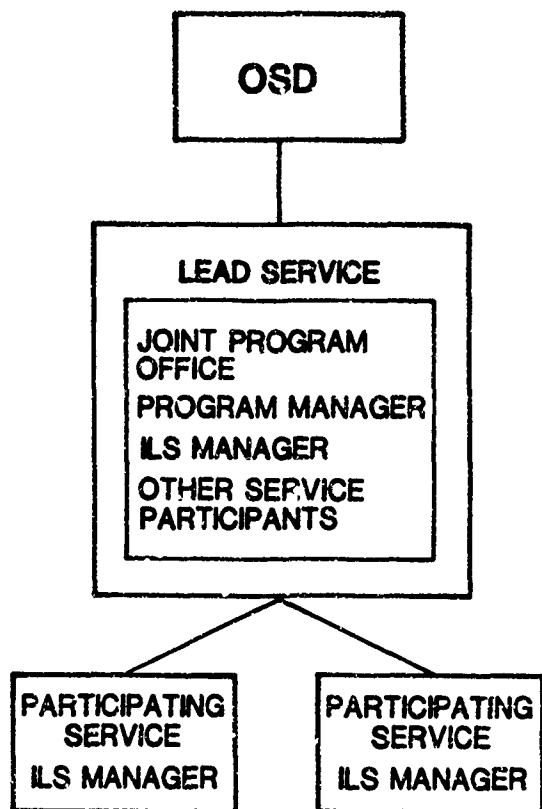 OSD
LEAD SERVICE
JOINT PROGRAM
OFFICE
PROGRAM MANAGER
ILS MANAGER
OTHER SERVICE
PARTICIPANTS
PARTICIPATING
SERVICE
ILS MANAGER
PARTICIPATING
SERVICE
ILS MANAGER